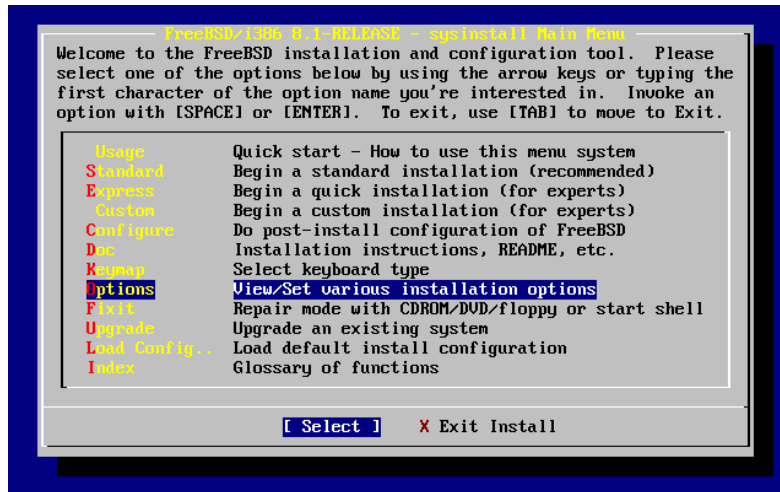 FreeBSD/i386 8.1-RELEASE - sysinstall Main Menu
Welcome to the FreeBSD installation and configuration tool.  Please
select one of the options below by using the arrow keys or typing the
first character of the option name you're interested in.  Invoke an
option with [SPACE] or [ENTER].  To exit, use [TAB] to move to Exit.
Usage Quick start - How to use this menu system
Standard Begin a standard installation (recommended)
Express Begin a quick installation (for experts)
Custom Begin a custom installation (for experts)
Configure Do post-install configuration of FreeBSD
Doc Installation instructions, README, etc.
Keymap Select keyboard type
Options View/Set various installation options
Fixit Repair mode with CDROM/DVD/floppy or start shell
Upgrade Upgrade an existing system
Load Config.. Load default install configuration
Index Glossary of functions
[ Select ] X Exit Install